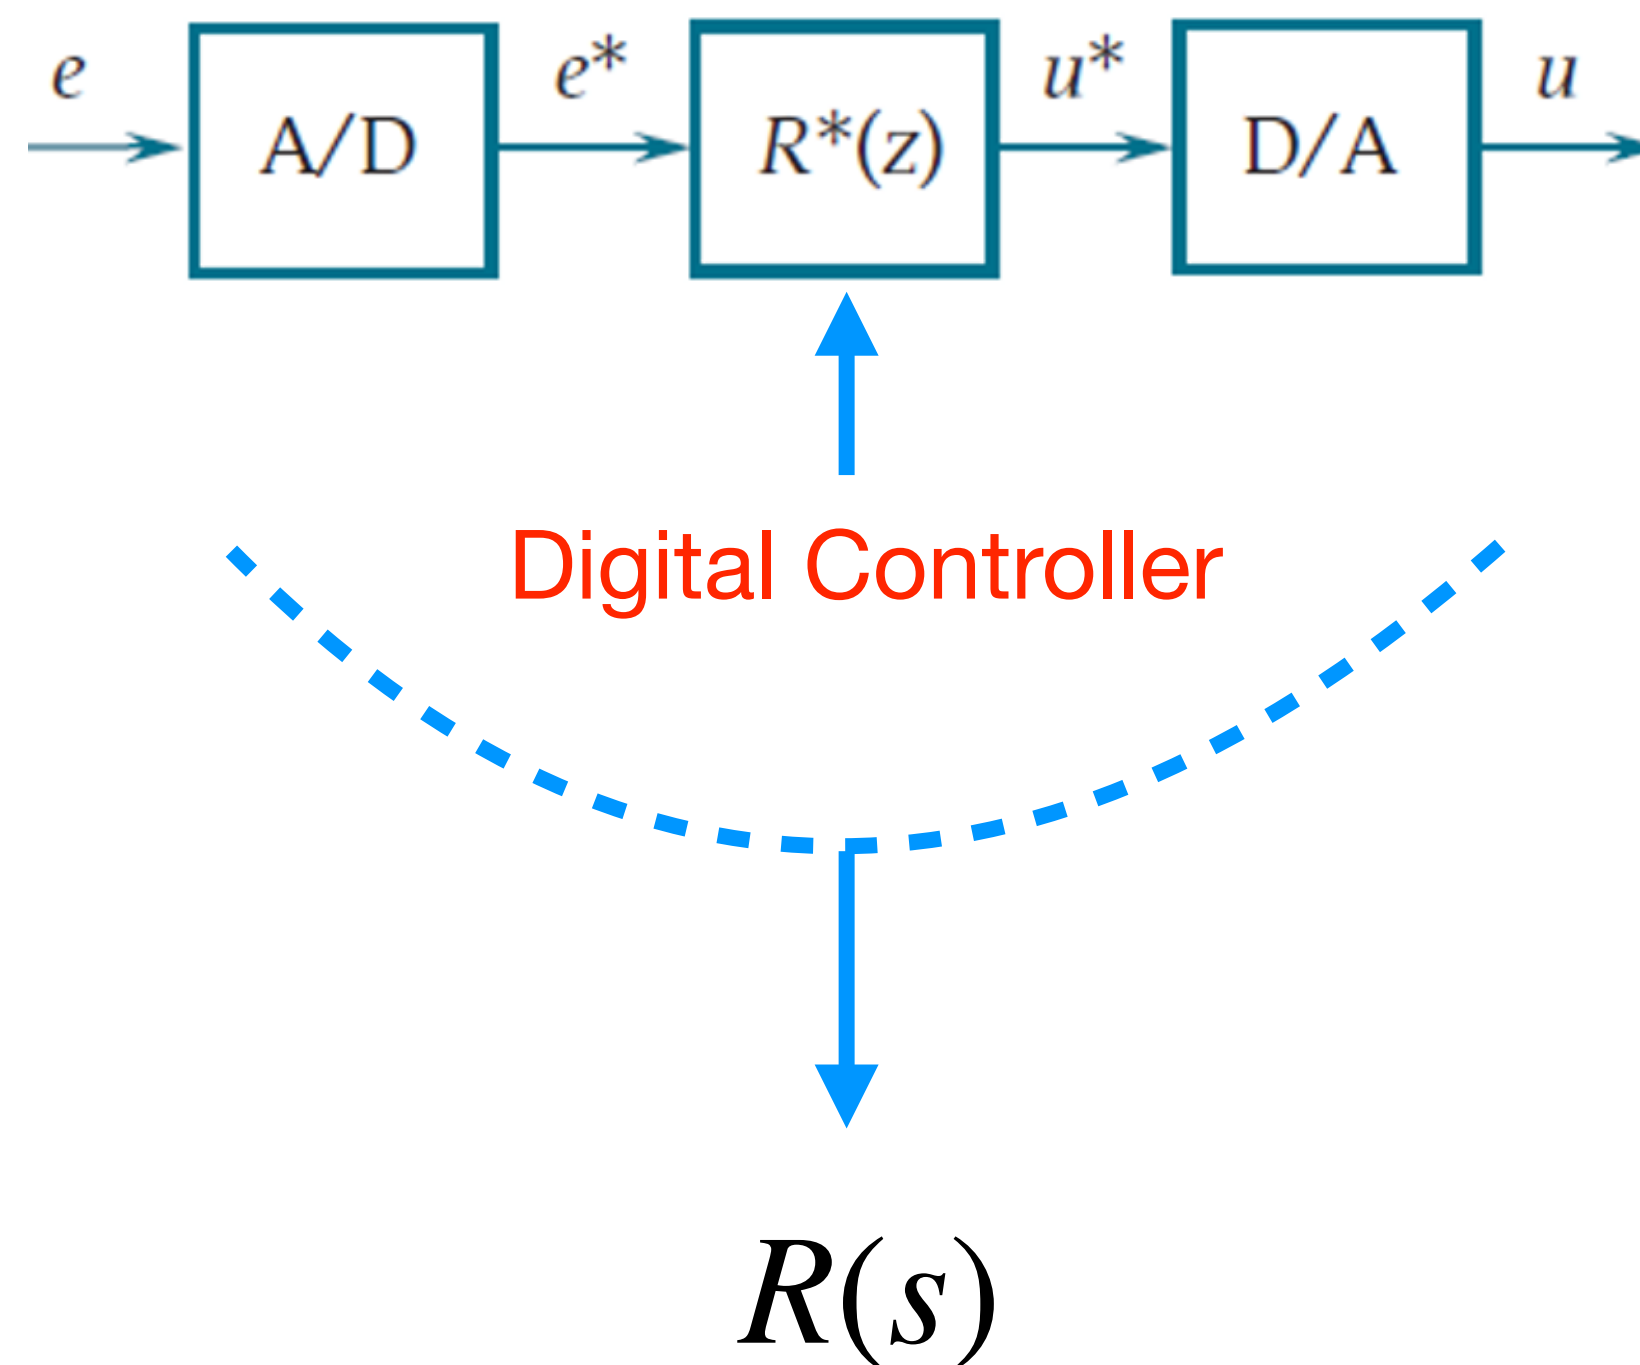 e e* u* u
A/D R*(z) D/A
Digital Controller
R(s)